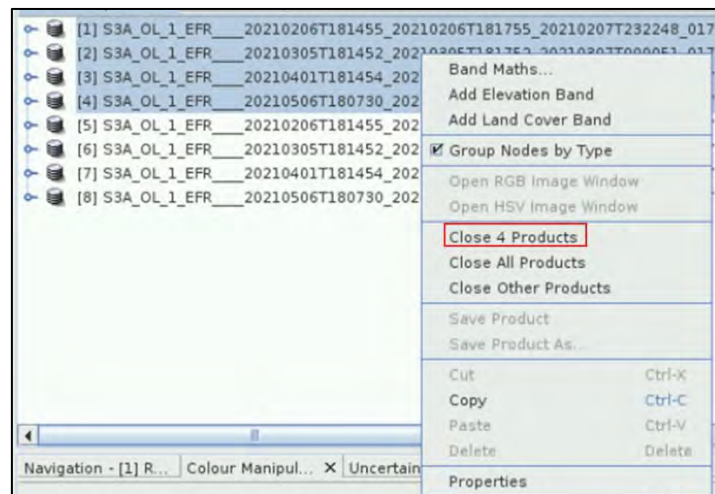 [1] S3A_OL_1_EFR____20210206T181455_20210206T181755_20210207T232248_017
[2] S3A_OL_1_EFR____20210305T181452_20210305T181752_20210307T000051_017
[3] S3A_OL_1_EFR____20210401T181454_202
[4] S3A_OL_1_EFR____20210506T180730_202
[5] S3A_OL_1_EFR____20210206T181455_202
[6] S3A_OL_1_EFR____20210305T181452_202
[7] S3A_OL_1_EFR____20210401T181454_202
[8] S3A_OL_1_EFR____20210506T180730_202
Band Maths...
Add Elevation Band
Add Land Cover Band
Group Nodes by Type
Open RGB Image Window
Open HSV Image Window
Close 4 Products
Close All Products
Close Other Products
Save Product
Save Product As...
Cut Ctrl-X
Copy Ctrl-C
Paste Ctrl-V
Delete Delete
Properties
Navigation - [1] R... Colour Manipul... X Uncertain